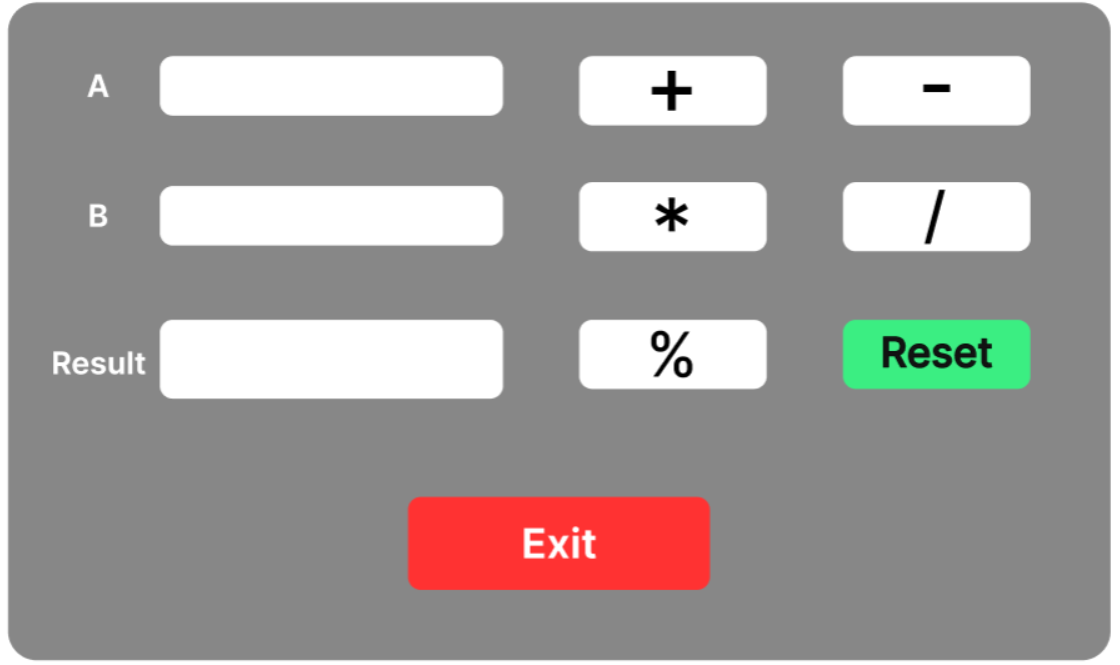 A + -
B * /
Result % Reset
Exit